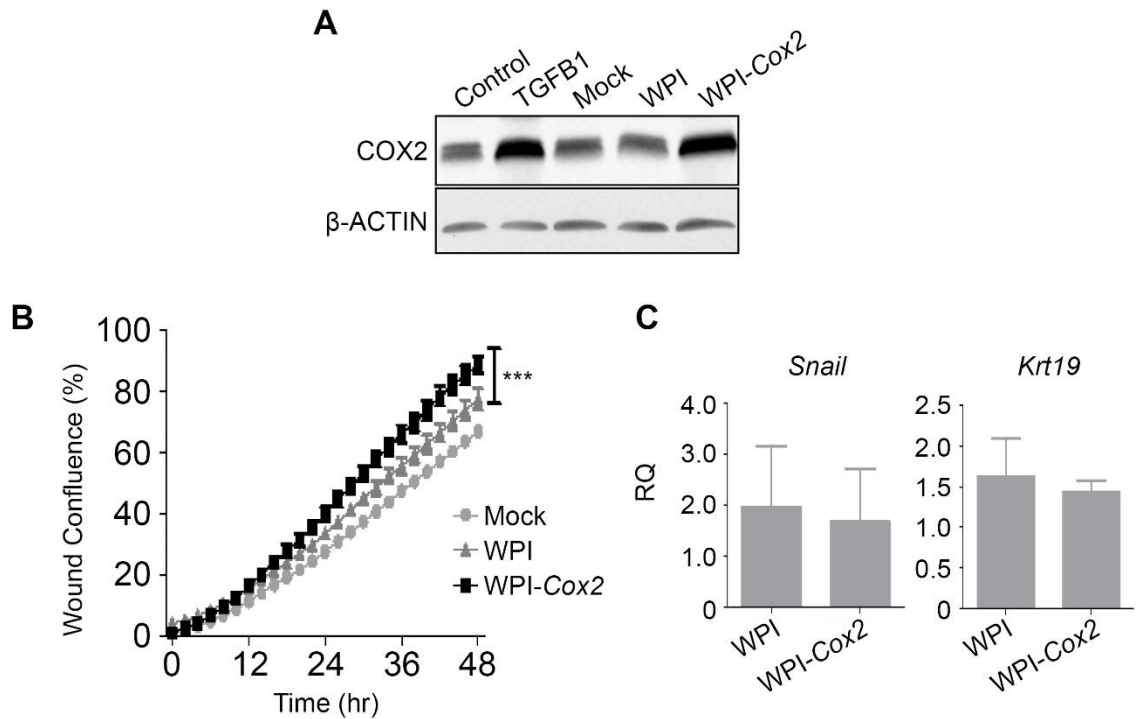 A
Control TGFB1 Mock WPI WPI-Cox2
COX2
β-ACTIN
B
Wound Confluence (%)
100
80
60
40
20
0
0 12 24 36 48
Time (hr)
***
Mock
WPI
WPI-Cox2
C
Snail
RQ
4.0
3.0
2.0
1.0
0
WPI WPI-Cox2
Krt19
2.5
2.0
1.5
1.0
0.5
0
WPI WPI-Cox2